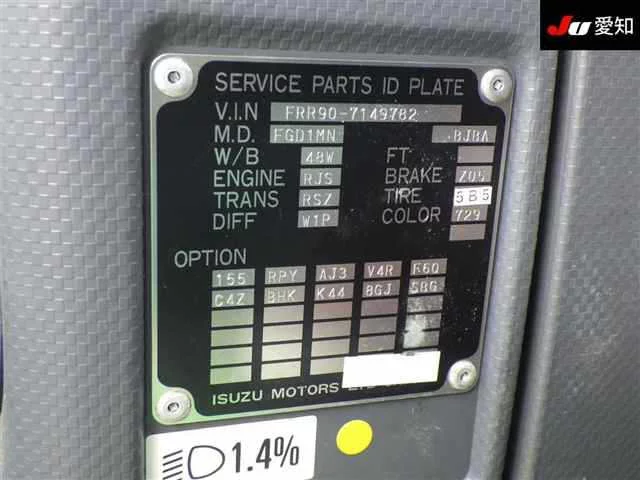 JU 愛知
SERVICE PARTS ID PLATE
V.I.N FRR90-7149782
M.D. FGD1MN BJBA
W/B 48W FT
ENGINE RJS BRAKE Z05
TRANS RSZ TIRE 5B5
DIFF W1P COLOR 729
OPTION
155 RPY AJ3 V4R E60
C4Z BHK K44 8GJ SBG
ISUZU MOTORS
1.4%